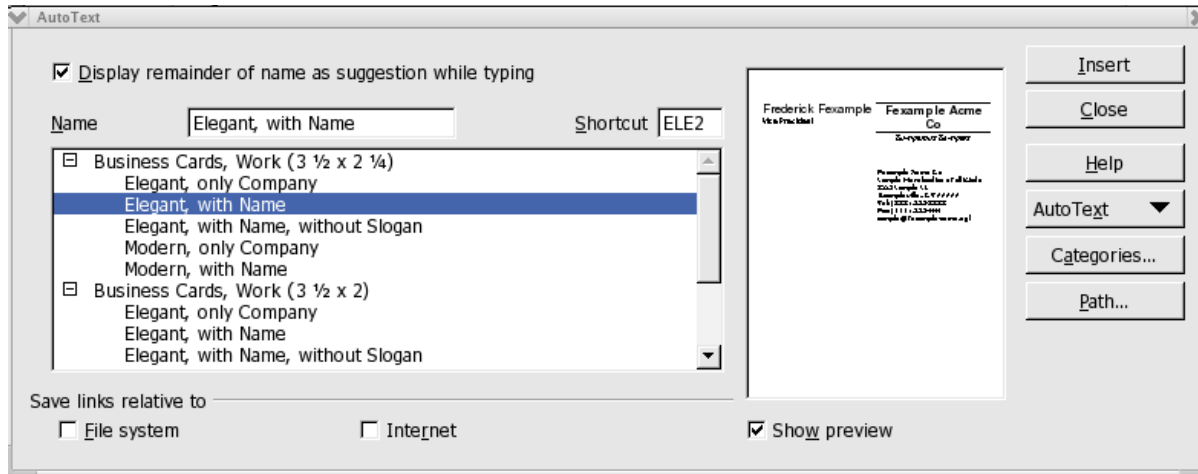 AutoText
Display remainder of name as suggestion while typing
Name Elegant, with Name Shortcut ELE2
Business Cards, Work (3 ½ x 2 ¼)
Elegant, only Company
Elegant, with Name
Elegant, with Name, without Slogan
Modern, only Company
Modern, with Name
Business Cards, Work (3 ½ x 2)
Elegant, only Company
Elegant, with Name
Elegant, with Name, without Slogan
Save links relative to
File system
Internet
Frederick Fexample
Vice President
Fexample Acme
Co
Show preview
Insert
Close
Help
AutoText
Categories...
Path...